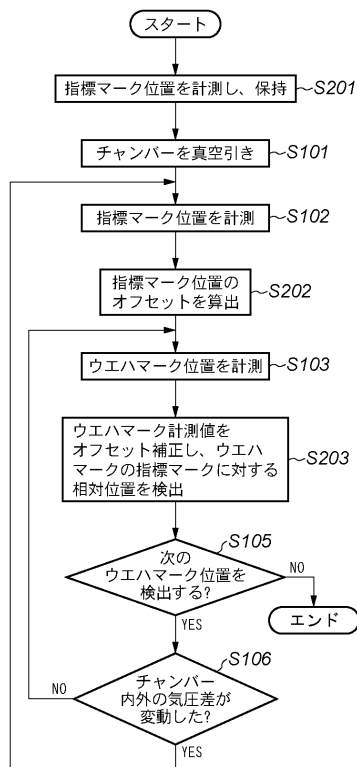 スタート
指標マーク位置を計測し、保持
S201
チャンバーを真空引き
S101
指標マーク位置を計測
S102
指標マーク位置の
オフセットを算出
S202
ウエハマーク位置を計測
S103
ウエハマーク計測値を
オフセット補正し、ウエハ
マークの指標マークに対する
相対位置を検出
S203
S105
次の
ウエハマーク位置を
検出する?
NO
エンド
YES
S106
チャンバー
内外の気圧差が
変動した?
NO
YES